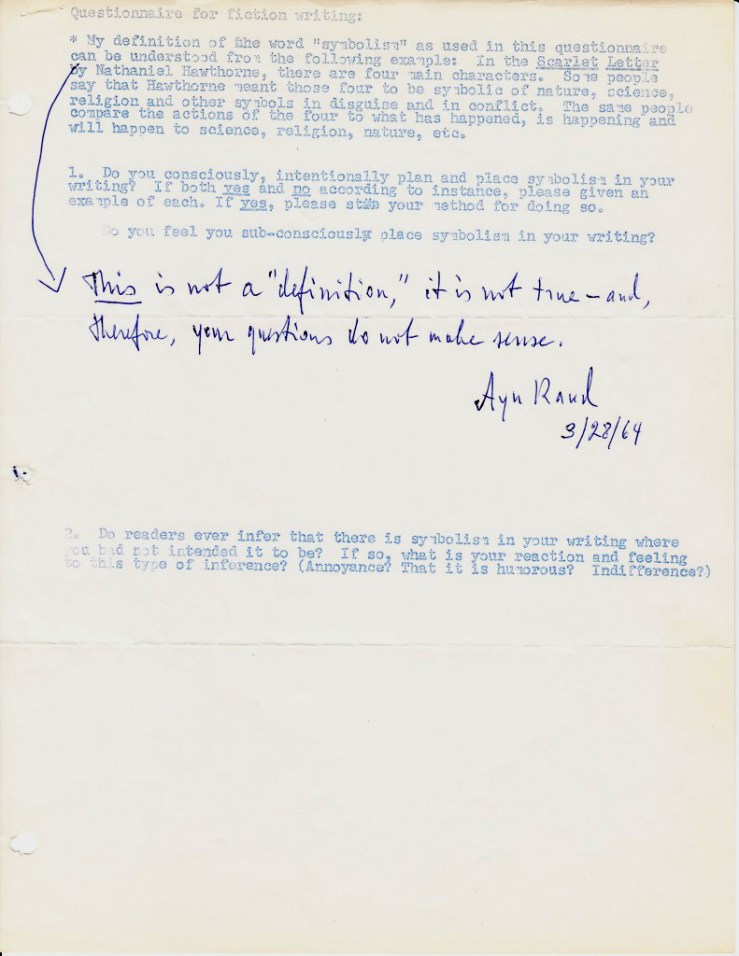 Questionnaire for fiction writing:
* My definition of the word "symbolism" as used in this questionnaire
can be understood from the following example: In the Scarlet Letter
by Nathaniel Hawthorne, there are four main characters. Some people
say that Hawthorne meant those four to be symbolic of nature, science,
religion and other symbols in disguise and in conflict. The same people
compare the actions of the four to what has happened, is happening and
will happen to science, religion, nature, etc.
1. Do you consciously, intentionally plan and place symbolism in your
writing? If both yes and no according to instance, please given an
example of each. If yes, please state your method for doing so.
Do you feel you sub-consciously place symbolism in your writing?
This is not a "definition," it is not true – and,
therefore, your questions do not make sense.
Ayn Rand
3/28/64
2. Do readers ever infer that there is symbolism in your writing where
you had not intended it to be? If so, what is your reaction and feeling
to this type of inference? (Annoyance? That it is humorous? Indifference?)